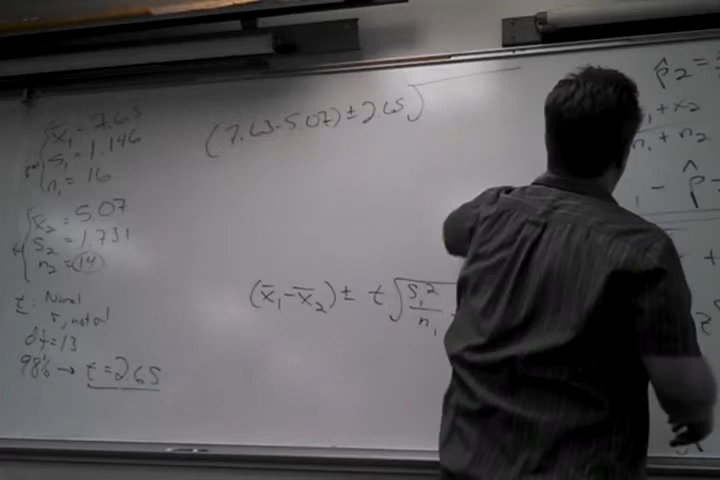 x̄₁ = 7.63
s₁ = 1.146
n₁ = 16
x̄₂ = 5.07
s₂ = 1.731
n₂ = 14
t: Normal
df = 13
98% → t = 2.65
(7.63-5.07) ± 2.65√
(x̄₁-x̄₂) ± t√s₁²/n₁
p̂₂ =
+ x₂
n₁ + n₂
- p̂ -
+